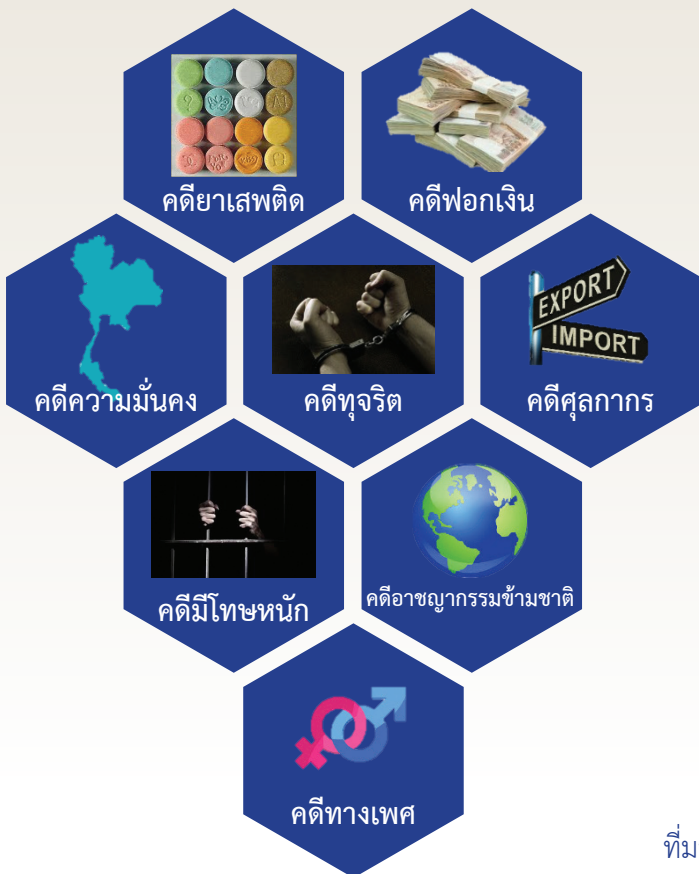 คดียาเสพติด
คดีฟอกเงิน
คดีความมั่นคง
คดีทุจริต
EXPORT
IMPORT
คดีศุลกากร
คดีมีโทษหนัก
คดีอาชญากรรมข้ามชาติ
คดีทางเพศ
ที่ม